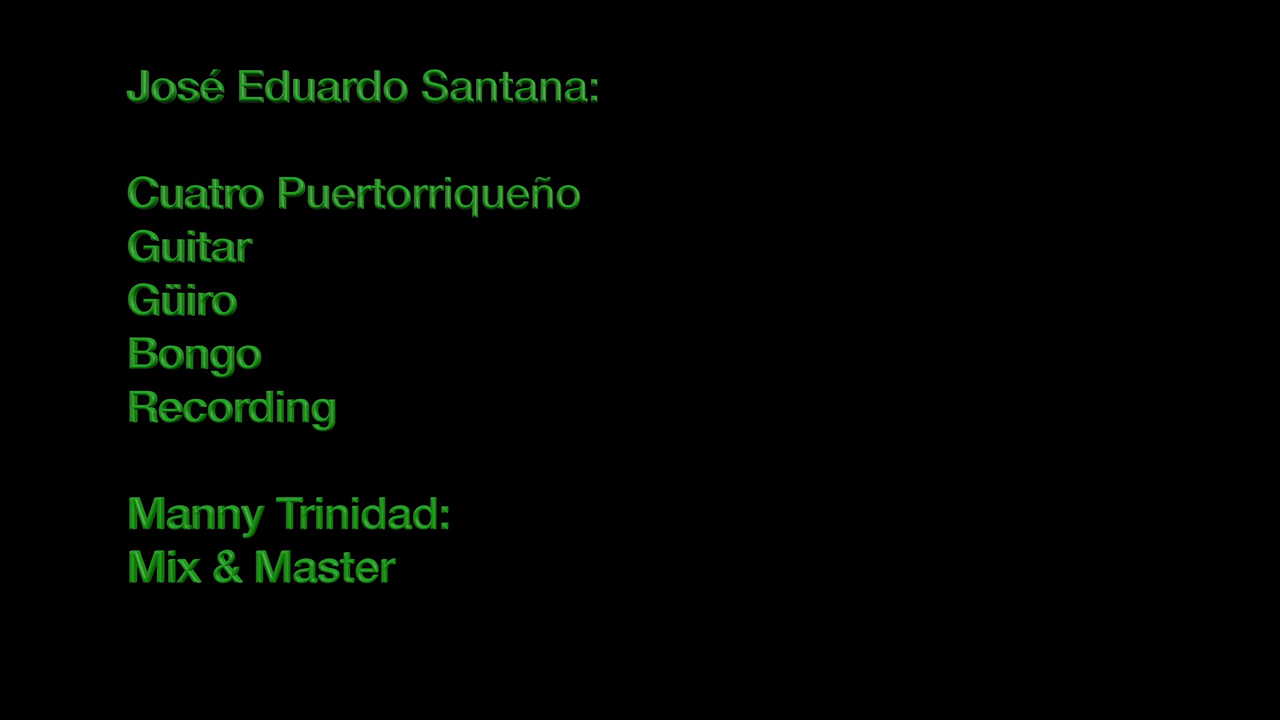 José Eduardo Santana:
Cuatro Puertorriqueño
Guitar
Güiro
Bongo
Recording
Manny Trinidad:
Mix & Master